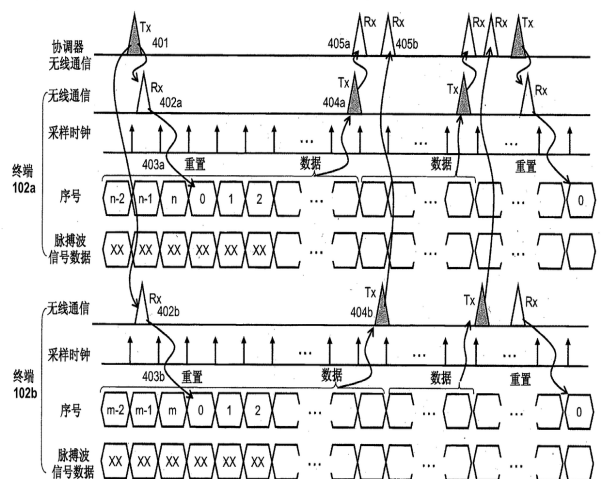 Tx 401 405a Rx Rx 405b Rx Rx Tx
协调器
无线通信
无线通信 Rx 402a Tx 404a Tx Rx
采样时钟 ... ... ...
403a 重置 数据 数据 重置
终端
102a
序号 n-2 n-1 n 0 1 2 ... ... ... 0
脉搏波
信号数据 XX XX XX XX XX XX ... ... ...
无线通信 Rx 402b Tx 404b Tx Rx
采样时钟 ... ... ...
403b 重置 数据 数据 重置
终端
102b
序号 m-2 m-1 m 0 1 2 ... ... ... 0
脉搏波
信号数据 XX XX XX XX XX XX ... ... ...